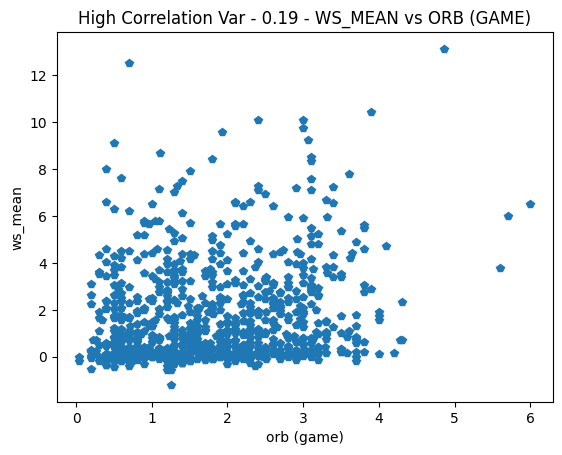 High Correlation Var - 0.19 - WS_MEAN vs ORB (GAME)
12
10
8
6
4
2
0
ws_mean
0 1 2 3 4 5 6
orb (game)